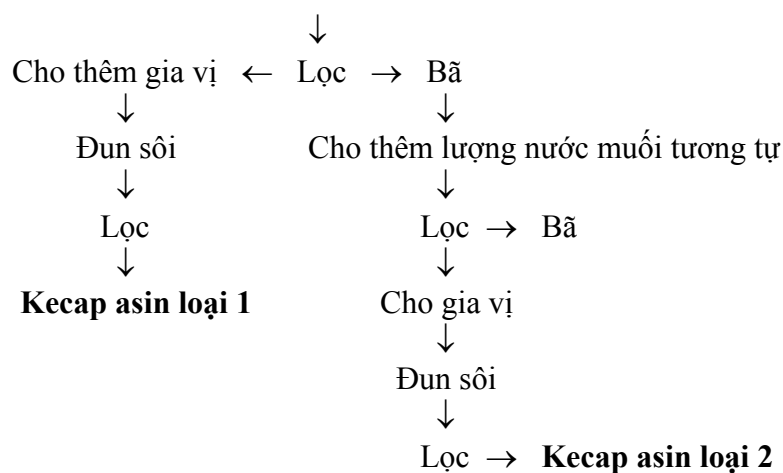 ↓
Cho thêm gia vị ← Lọc → Bã
↓ ↓
Đun sôi Cho thêm lượng nước muối tương tự
↓ ↓
Lọc Lọc → Bã
↓ ↓
Kecap asin loại 1 Cho gia vị
↓
Đun sôi
↓
Lọc → Kecap asin loại 2